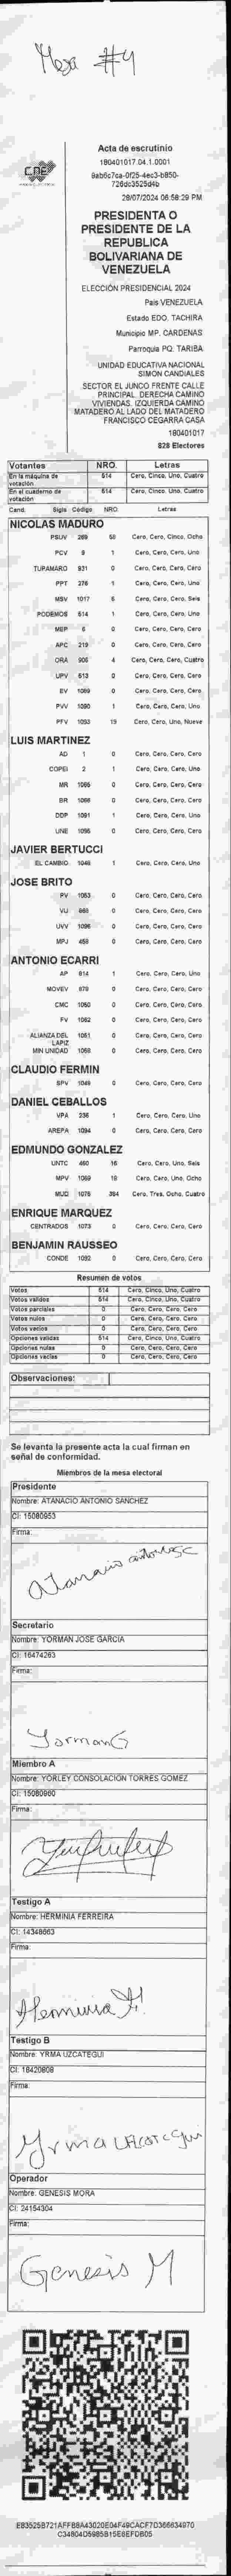 Mesa #4
CNE
Acta de escrutinio
180401017.04.1.0001
9ab6c7ca-0f25-4ec3-b850-
726dc3525d4b
28/07/2024 06:58:29 PM
PRESIDENTA O
PRESIDENTE DE LA
REPUBLICA
BOLIVARIANA DE
VENEZUELA
ELECCIÓN PRESIDENCIAL 2024
País VENEZUELA
Estado EDO. TACHIRA
Municipio MP. CARDENAS
Parroquia PQ. TARIBA
UNIDAD EDUCATIVA NACIONAL
SIMON CANDIALES
SECTOR EL JUNCO FRENTE CALLE
PRINCIPAL. DERECHA CAMINO
VIVIENDAS. IZQUIERDA CAMINO
MATADERO AL LADO DEL MATADERO
FRANCISCO CEGARRA CASA
180401017
828 Electores
Votantes NRO. Letras
En la máquina de votación 514 Cero, Cinco, Uno, Cuatro
En el cuaderno de votación 514 Cero, Cinco, Uno, Cuatro
Cand. Sigla Código NRO Letras
NICOLAS MADURO
PSUV 269 58 Cero, Cero, Cinco, Ocho
PCV 5 1 Cero, Cero, Cero, Uno
TUPAMARO 931 0 Cero, Cero, Cero, Cero
PPT 276 1 Cero, Cero, Cero, Uno
MSV 1017 6 Cero, Cero, Cero, Seis
PODEMOS 514 1 Cero, Cero, Cero, Uno
MEP 6 0 Cero, Cero, Cero, Cero
APC 219 0 Cero, Cero, Cero, Cero
ORA 905 4 Cero, Cero, Cero, Cuatro
UPV 613 0 Cero, Cero, Cero, Cero
EV 1069 0 Cero, Cero, Cero, Cero
PVV 1090 1 Cero, Cero, Cero, Uno
PFV 1093 19 Cero, Cero, Uno, Nueve
LUIS MARTINEZ
AD 1 0 Cero, Cero, Cero, Cero
COPEI 2 1 Cero, Cero, Cero, Uno
MR 1065 0 Cero, Cero, Cero, Cero
BR 1066 0 Cero, Cero, Cero, Cero
DDP 1091 1 Cero, Cero, Cero, Uno
UNE 1095 0 Cero, Cero, Cero, Cero
JAVIER BERTUCCI
EL CAMBIO 1046 1 Cero, Cero, Cero, Uno
JOSE BRITO
PV 1053 0 Cero, Cero, Cero, Cero
VU 868 0 Cero, Cero, Cero, Cero
UVV 1096 0 Cero, Cero, Cero, Cero
MPJ 458 0 Cero, Cero, Cero, Cero
ANTONIO ECARRI
AP 814 1 Cero, Cero, Cero, Uno
MOVEV 879 0 Cero, Cero, Cero, Cero
CMC 1050 0 Cero, Cero, Cero, Cero
FV 1062 0 Cero, Cero, Cero, Cero
ALIANZA DEL LAPIZ 1051 0 Cero, Cero, Cero, Cero
MIN UNIDAD 1068 0 Cero, Cero, Cero, Cero
CLAUDIO FERMIN
SPV 1049 0 Cero, Cero, Cero, Cero
DANIEL CEBALLOS
VPA 236 1 Cero, Cero, Cero, Uno
AREPA 1094 0 Cero, Cero, Cero, Cero
EDMUNDO GONZALEZ
UNTC 460 16 Cero, Cero, Uno, Seis
MPV 1069 18 Cero, Cero, Uno, Ocho
MUD 1078 384 Cero, Tres, Ocho, Cuatro
ENRIQUE MARQUEZ
CENTRADOS 1073 0 Cero, Cero, Cero, Cero
BENJAMIN RAUSSEO
CONDE 1092 0 Cero, Cero, Cero, Cero
Resumen de votos
Votos 514 Cero, Cinco, Uno, Cuatro
Votos validos 514 Cero, Cinco, Uno, Cuatro
Votos parciales 0 Cero, Cero, Cero, Cero
Votos nulos 0 Cero, Cero, Cero, Cero
Votos vacios 0 Cero, Cero, Cero, Cero
Opciones validas 514 Cero, Cinco, Uno, Cuatro
Opciones nulas 0 Cero, Cero, Cero, Cero
Opciones vacias 0 Cero, Cero, Cero, Cero
Observaciones:
Se levanta la presente acta la cual firman en
señal de conformidad.
Miembros de la mesa electoral
Presidente
Nombre: ATANACIO ANTONIO SANCHEZ
CI: 15080953
Firma:
Atanacio antonio SC
Secretario
Nombre: YORMAN JOSE GARCIA
CI: 16474263
Firma:
Yorman G
Miembro A
Nombre: YORLEY CONSOLACION TORRES GOMEZ
CI: 15080960
Firma:
Testigo A
Nombre: HERMINIA FERREIRA
CI: 14348663
Firma:
Herminia H.
Testigo B
Nombre: YRMA UZCATEGUI
CI: 18420808
Firma:
Yrma Uzcategui
Operador
Nombre: GENESIS MORA
CI: 24154304
Firma:
Genesis M
E83525B721AFFB8A43020E04F49CACF7D366634970
C34804D5985B15E8EFDB05